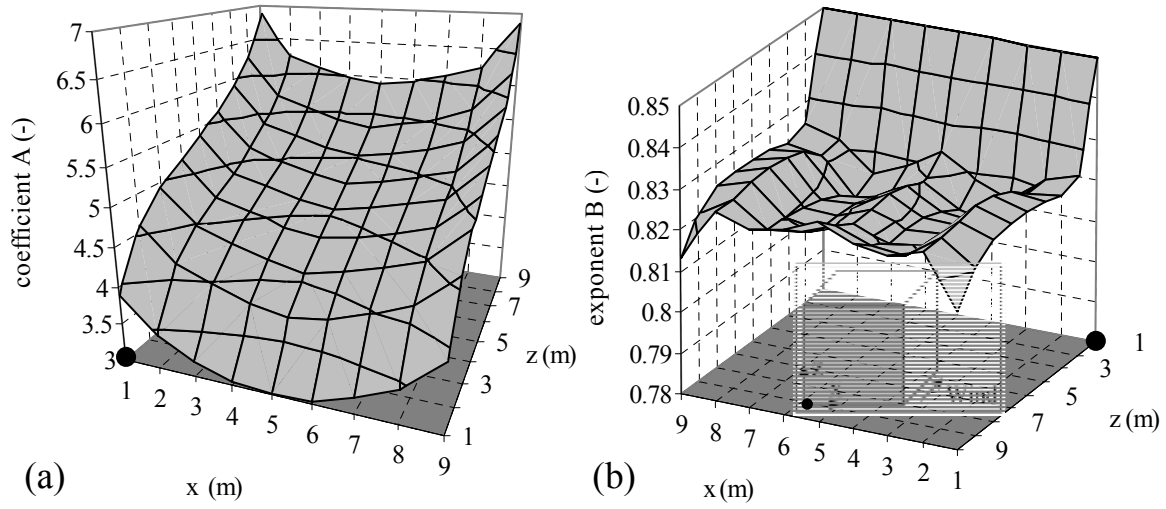 7
6.5
6
5.5
5
4.5
4
3.5
3
coefficient A (-)
1 2 3 4 5 6 7 8 9
x (m)
9
7
5
3
1
z (m)
(a)
0.85
0.84
0.83
0.82
0.81
0.8
0.79
0.78
exponent B (-)
9 8 7 6 5 4 3 2 1
x (m)
1
3
5
7
9
z (m)
Wind
(b)